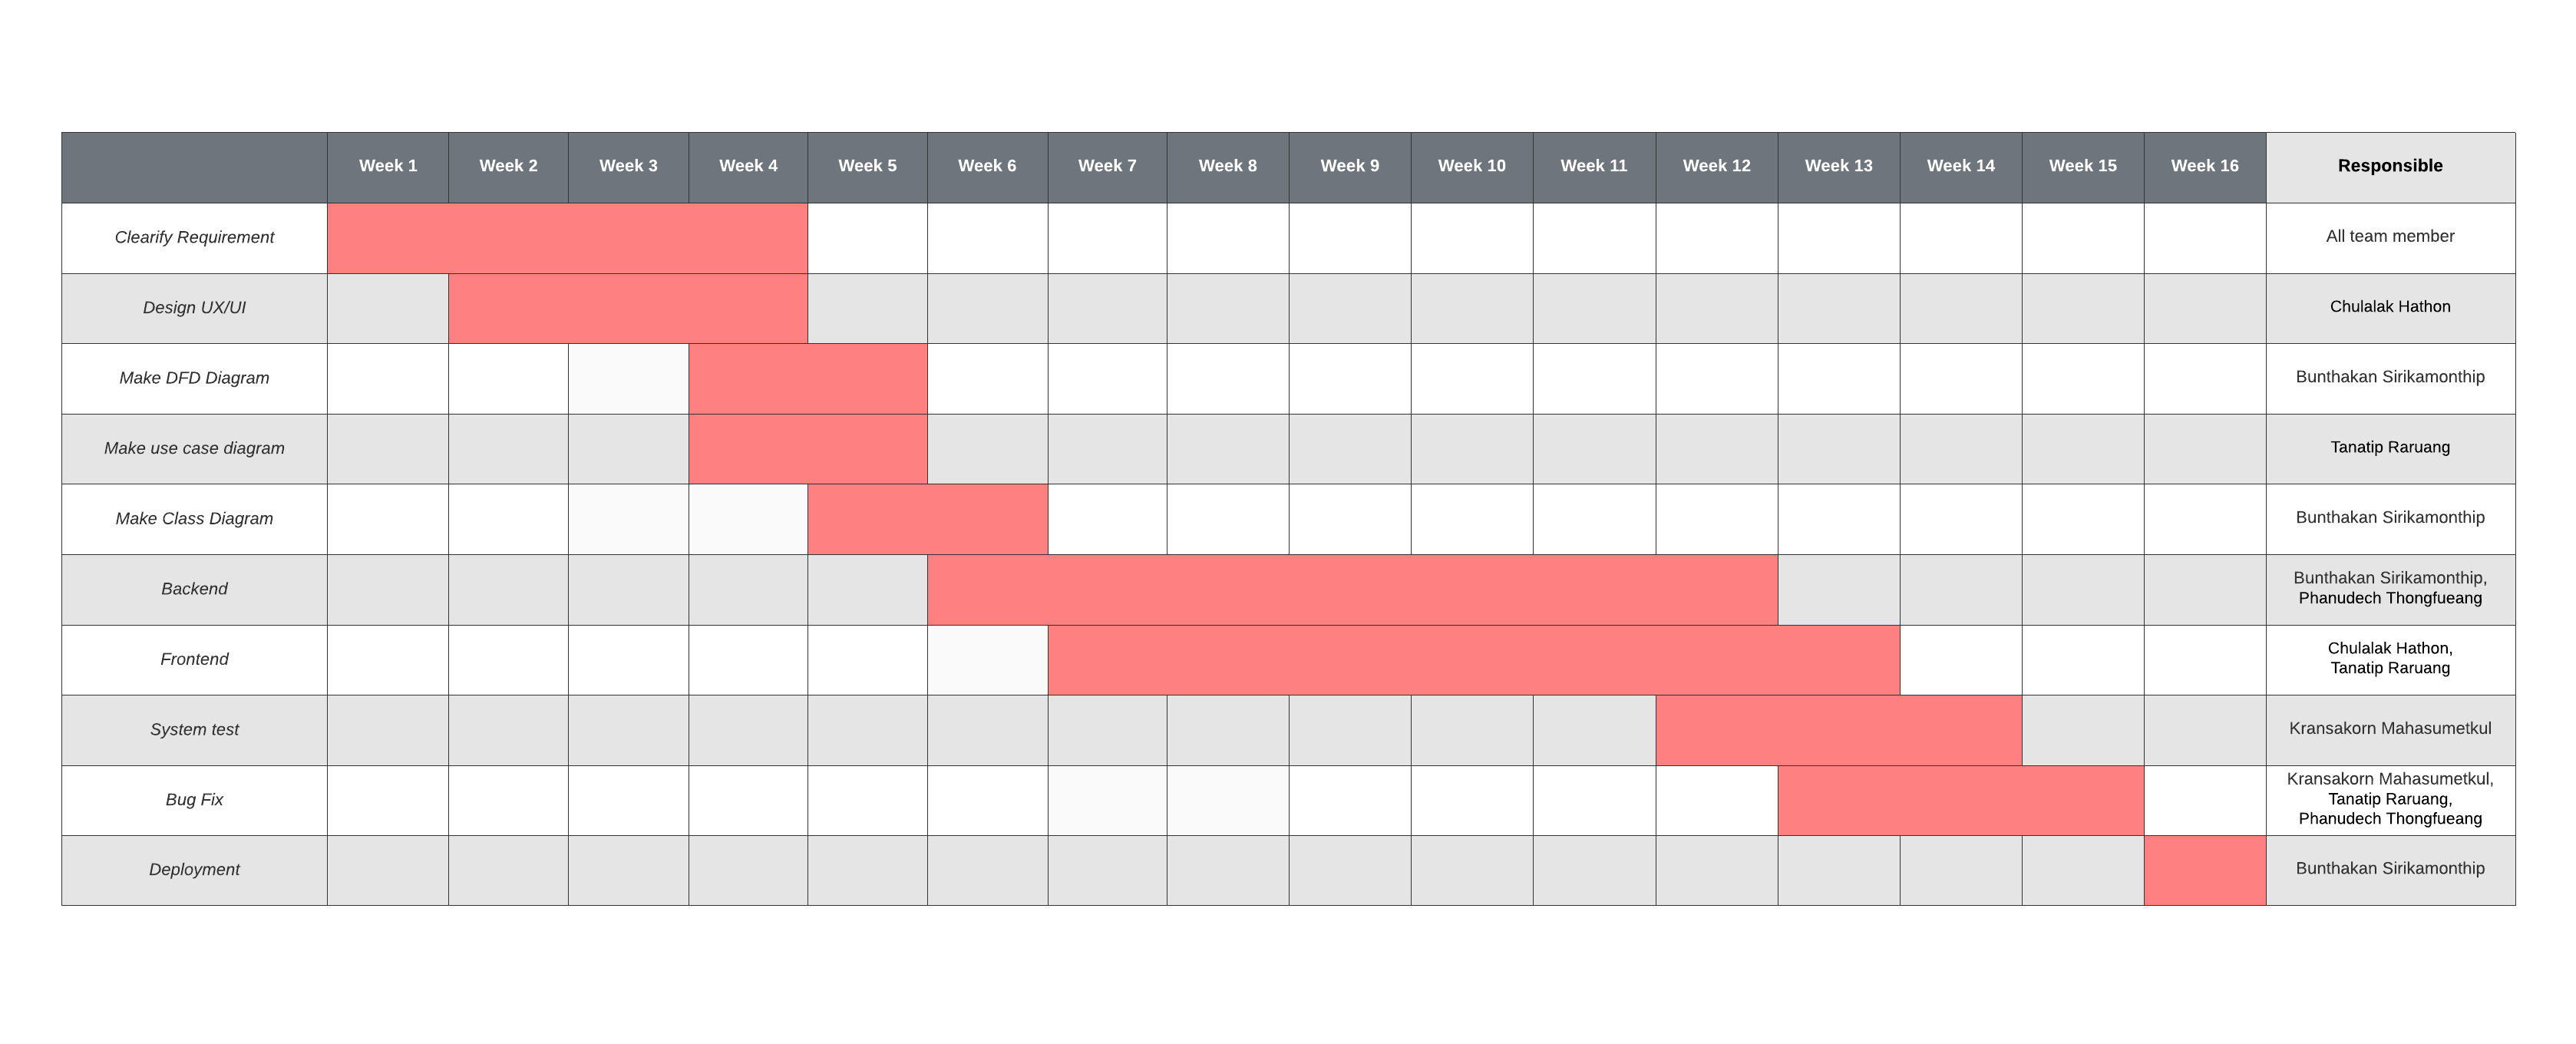 Week 1 Week 2 Week 3 Week 4 Week 5 Week 6 Week 7 Week 8 Week 9 Week 10 Week 11 Week 12 Week 13 Week 14 Week 15 Week 16 Responsible
Clearify Requirement All team member
Design UX/UI Chulalak Hathon
Make DFD Diagram Bunthakan Sirikamonthip
Make use case diagram Tanatip Raruang
Make Class Diagram Bunthakan Sirikamonthip
Backend Bunthakan Sirikamonthip,
Phanudech Thongfueang
Frontend Chulalak Hathon,
Tanatip Raruang
System test Kransakorn Mahasumetkul
Bug Fix Kransakorn Mahasumetkul,
Tanatip Raruang,
Phanudech Thongfueang
Deployment Bunthakan Sirikamonthip